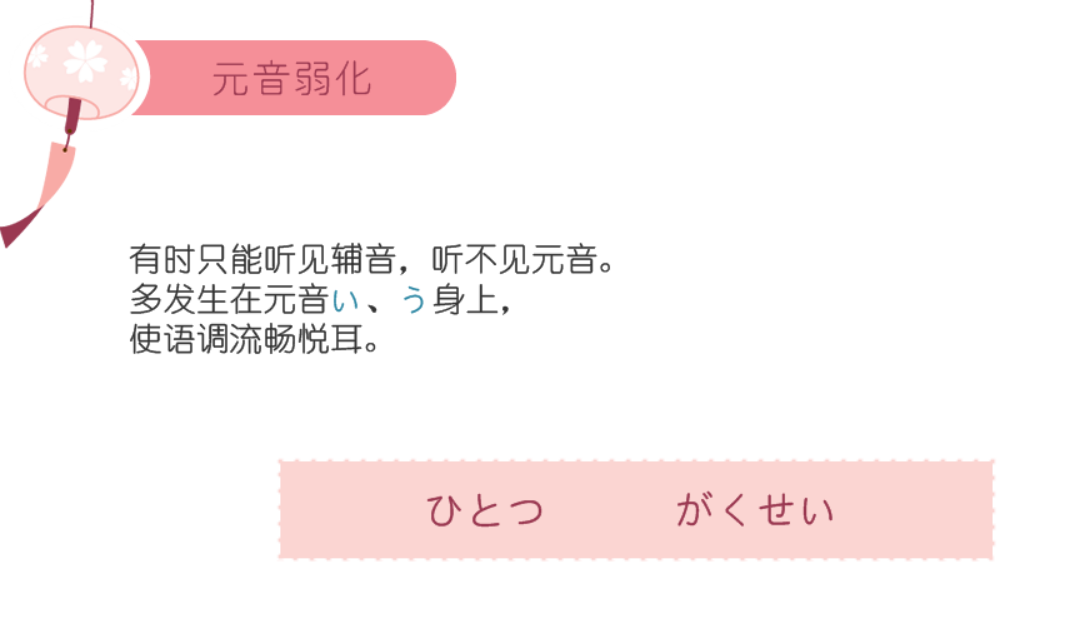 元音弱化
有时只能听见辅音，听不见元音。
多发生在元音い、う身上，
使语调流畅悦耳。
ひとつ　がくせい